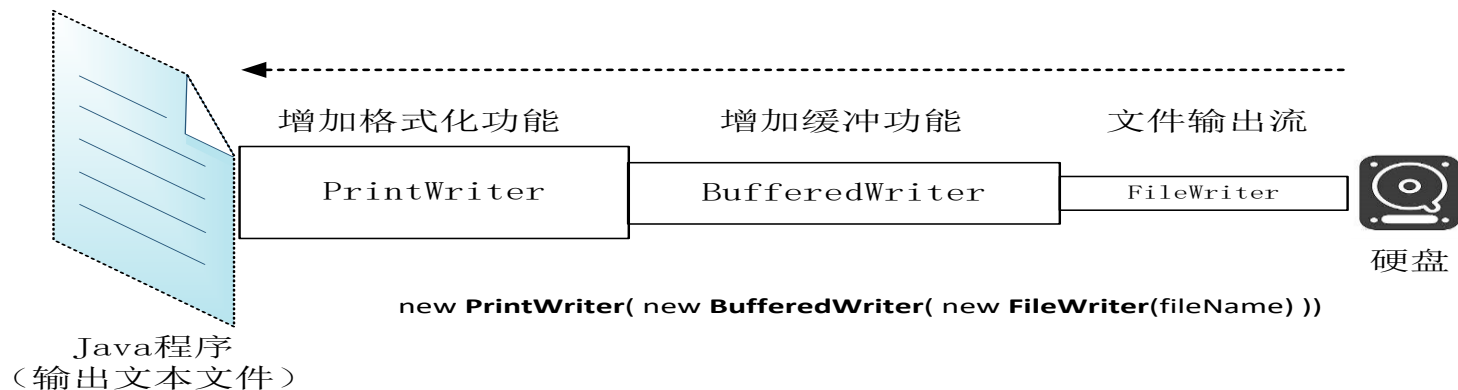 增加格式化功能 增加缓冲功能 文件输出流
PrintWriter BufferedWriter FileWriter
硬盘
new PrintWriter( new BufferedWriter( new FileWriter(fileName) ))
Java程序
（输出文本文件）